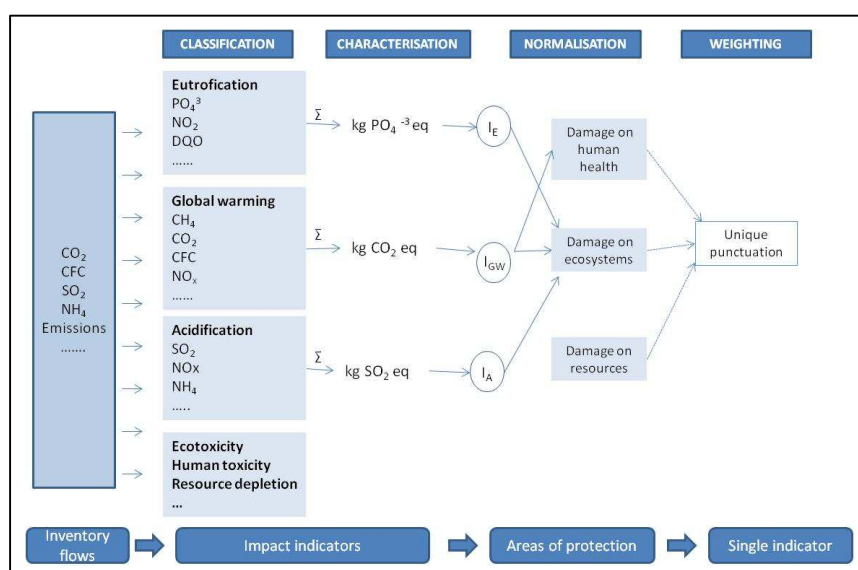 CLASSIFICATION
CHARACTERISATION
NORMALISATION
WEIGHTING
CO₂
CFC
SO₂
NH₄
Emissions
.......
Eutrofication
PO₄³
NO₂
DQO
......
Σ
kg PO₄ ⁻³ eq
I_E
Global warming
CH₄
CO₂
CFC
NOₓ
......
Σ
kg CO₂ eq
I_GW
Acidification
SO₂
NOx
NH₄
.....
Σ
kg SO₂ eq
I_A
Ecotoxicity
Human toxicity
Resource depletion
...
Damage on
human
health
Damage on
ecosystems
Damage on
resources
Unique
punctuation
Inventory
flows
Impact indicators
Areas of protection
Single indicator